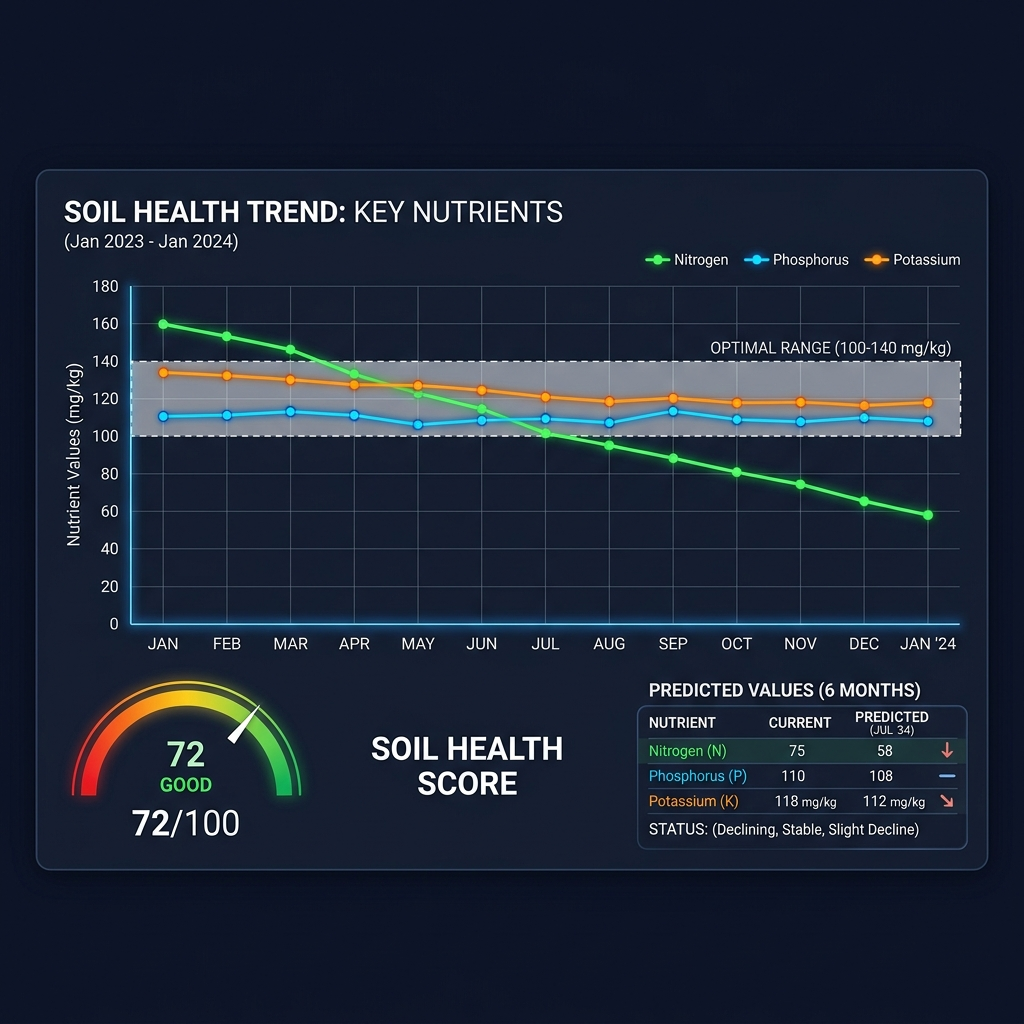 SOIL HEALTH TREND: KEY NUTRIENTS
(Jan 2023 - Jan 2024)
Nitrogen Phosphorus Potassium
OPTIMAL RANGE (100-140 mg/kg)
Nutrient Values (mg/kg)
180
160
140
120
100
80
60
40
20
0
JAN FEB MAR APR MAY JUN JUL AUG SEP OCT NOV DEC JAN '24
72
GOOD
72/100
SOIL HEALTH
SCORE
PREDICTED VALUES (6 MONTHS)
NUTRIENT CURRENT PREDICTED
(JUL 34)
Nitrogen (N) 75 58
Phosphorus (P) 110 108
Potassium (K) 118 mg/kg 112 mg/kg
STATUS: (Declining, Stable, Slight Decline)